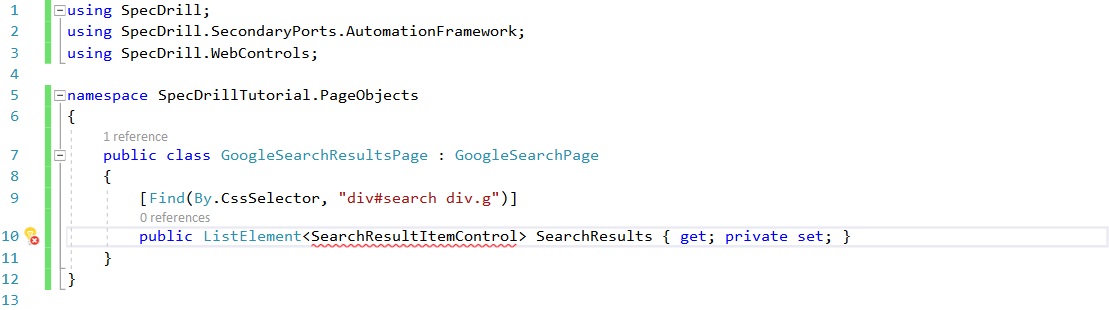 1 using SpecDrill;
2 using SpecDrill.SecondaryPorts.AutomationFramework;
3 using SpecDrill.WebControls;
4
5 namespace SpecDrillTutorial.PageObjects
6 {
1 reference
7 public class GoogleSearchResultsPage : GoogleSearchPage
8 {
9 [Find(By.CssSelector, "div#search div.g")]
0 references
10 public ListElement<SearchResultItemControl> SearchResults { get; private set; }
11 }
12 }
13